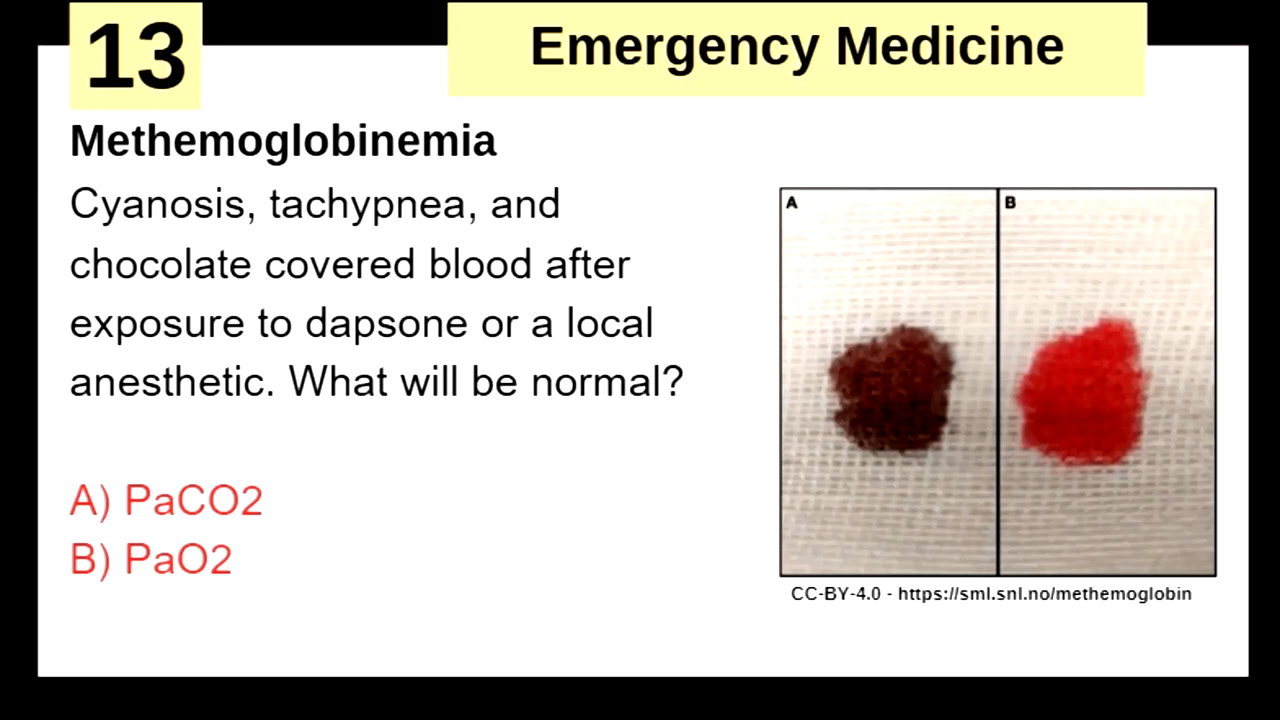 13
Emergency Medicine
Methemoglobinemia
Cyanosis, tachypnea, and
chocolate covered blood after
exposure to dapsone or a local
anesthetic. What will be normal?
A) PaCO2
B) PaO2
A
B
CC-BY-4.0 - https://sml.snl.no/methemoglobin